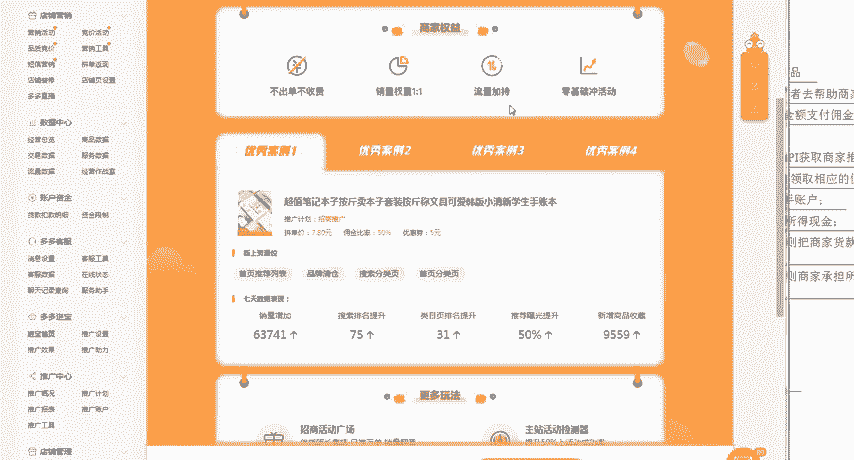 店铺营销
营销活动 竞价活动
品质竞价 营销工具
短信营销 拼单返现
店铺装修 店铺页设置
多多直播
数据中心
经营总览 商品数据
交易数据 服务数据
流量数据 经营作战室
账户资金
货款扣款明细 资金限制
多多客服
消息设置 客服工具
客服数据 在线状态
聊天记录查询 服务助手
多多进宝
进宝首页 推广设置
推广效果 推广助力
推广中心
推广概况 推广计划
推广报表 推广账户
推广工具
店铺管理
商家权益
不出单不收费 销量权重1:1 流量加持 零基础冲活动
优秀案例1 优秀案例2 优秀案例3 优秀案例4
超值笔记本子按斤卖本子套装按斤称文具可爱韩版小清新学生手账本
推广计划：招商推广
拼单价：7.80元 佣金比率：50% 优惠券：5元
首页推荐列表 品牌清仓 搜索分类页 首页分类页
七天数据表现：
销量增加 搜索排名提升 类目页排名提升 推荐曝光提升 新增商品收藏
63741↑ 75↑ 31↑ 50%↑ 9559↑
更多玩法
招商活动广场 主站活动检测器
品
者去帮助商家
金额支付佣金
PI获取商家推
领取相应的优
手账户；
所得现金；
则把商家货款
则商家承担所